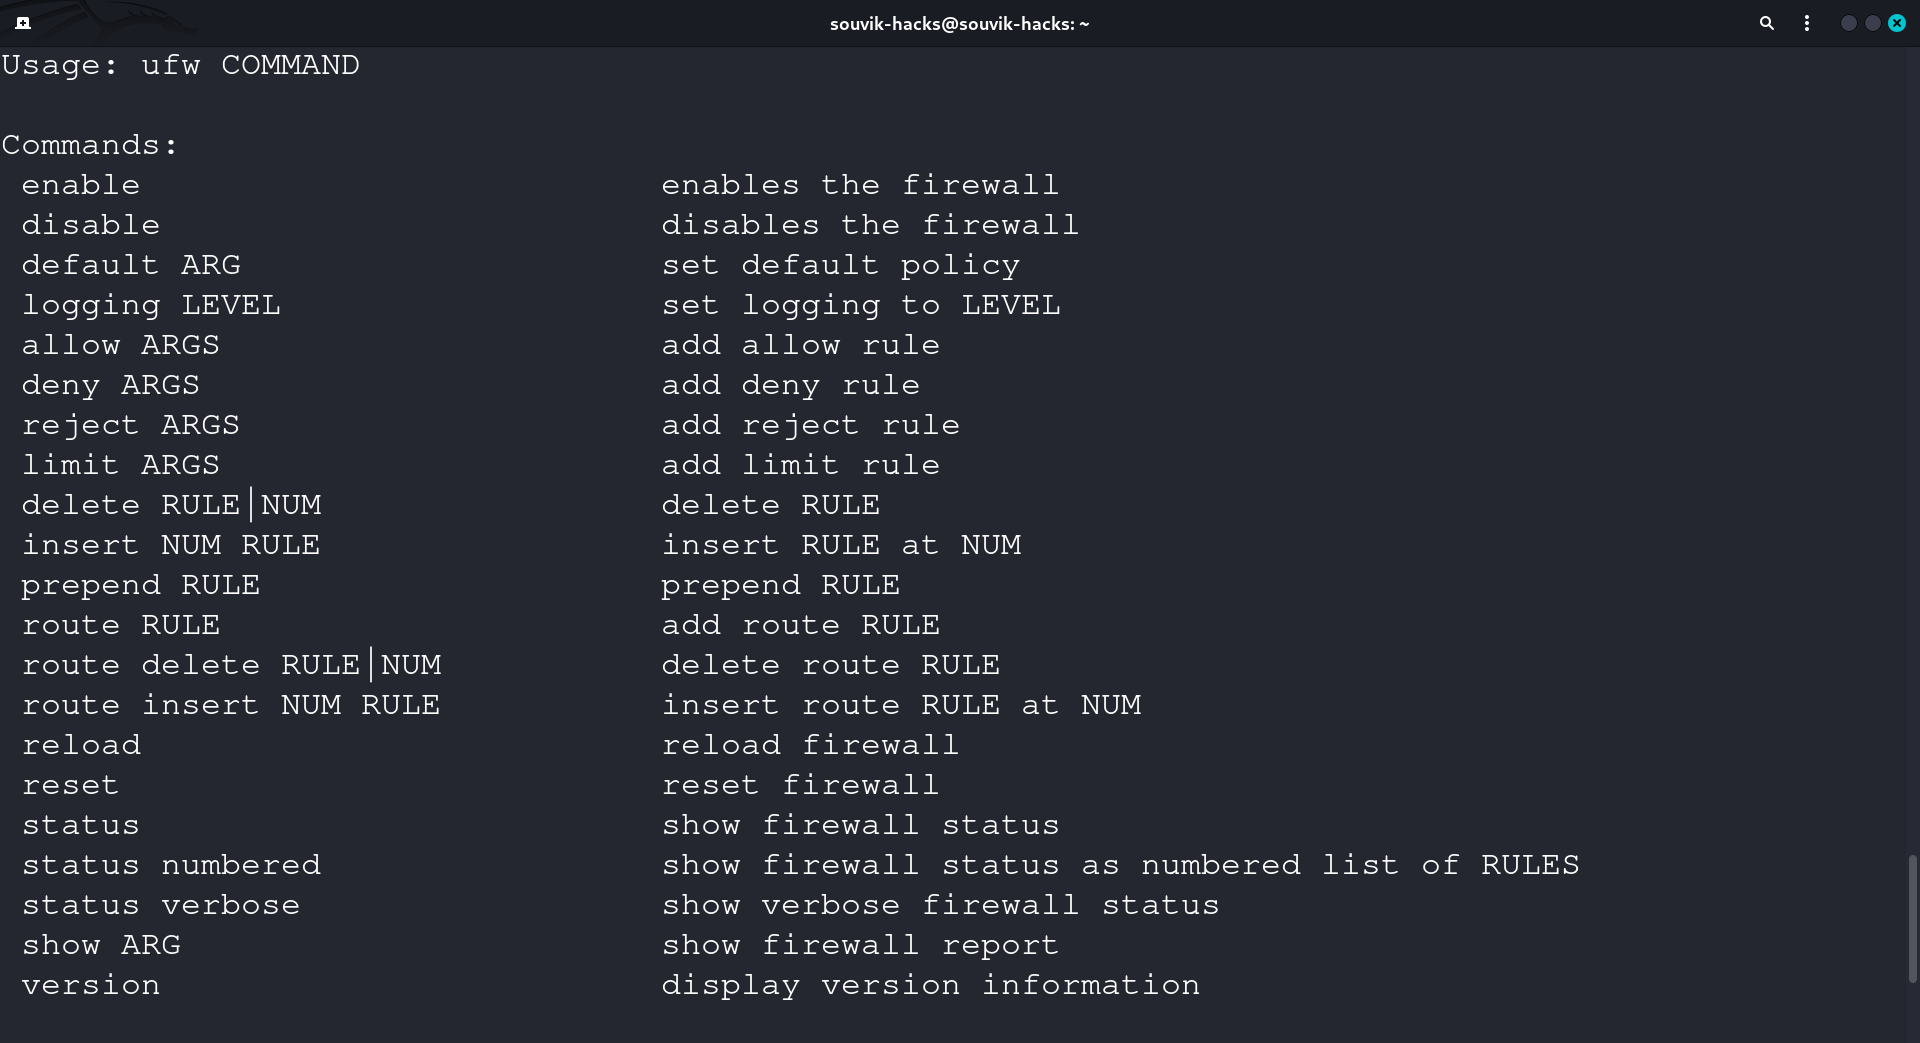 souvik-hacks@souvik-hacks: ~
Usage: ufw COMMAND
Commands:
enable                          enables the firewall
disable                         disables the firewall
default ARG                     set default policy
logging LEVEL                   set logging to LEVEL
allow ARGS                      add allow rule
deny ARGS                       add deny rule
reject ARGS                     add reject rule
limit ARGS                      add limit rule
delete RULE|NUM                 delete RULE
insert NUM RULE                 insert RULE at NUM
prepend RULE                    prepend RULE
route RULE                      add route RULE
route delete RULE|NUM           delete route RULE
route insert NUM RULE           insert route RULE at NUM
reload                          reload firewall
reset                           reset firewall
status                          show firewall status
status numbered                 show firewall status as numbered list of RULES
status verbose                  show verbose firewall status
show ARG                        show firewall report
version                         display version information